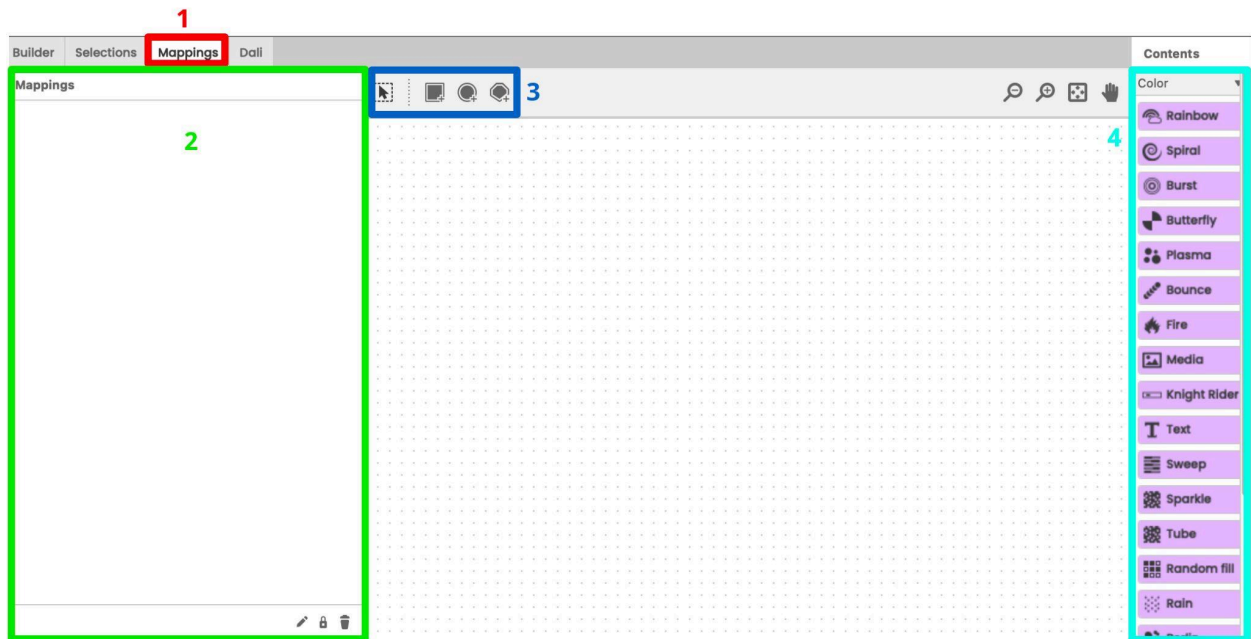 1
Builder Selections Mappings Dali
Contents
Mappings
3
Color
2
4
Rainbow
Spiral
Burst
Butterfly
Plasma
Bounce
Fire
Media
Knight Rider
Text
Sweep
Sparkle
Tube
Random fill
Rain